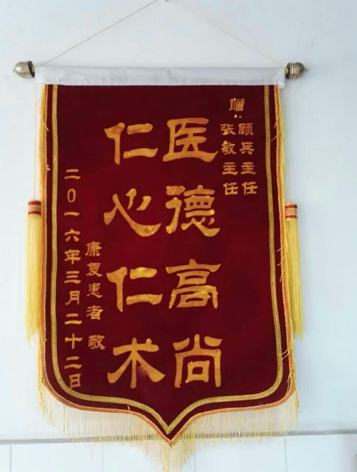 赠：
顾兵主任
张敏主任
医德高尚
仁心仁术
康复患者 敬
二0一六年三月二十二日